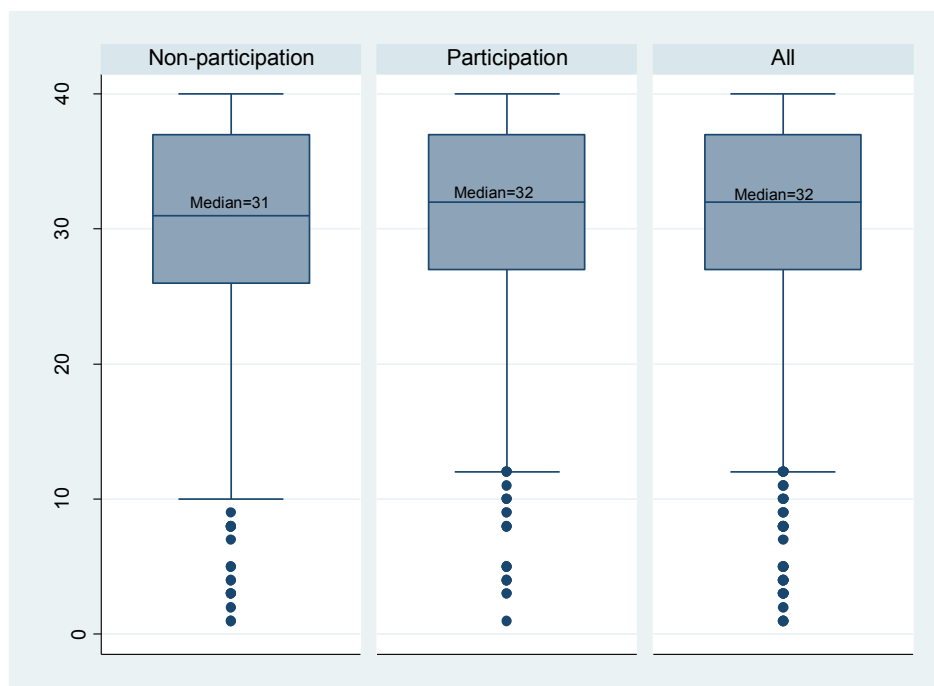 Non-participation
Participation
All
40
30
20
10
0
Median=31
Median=32
Median=32